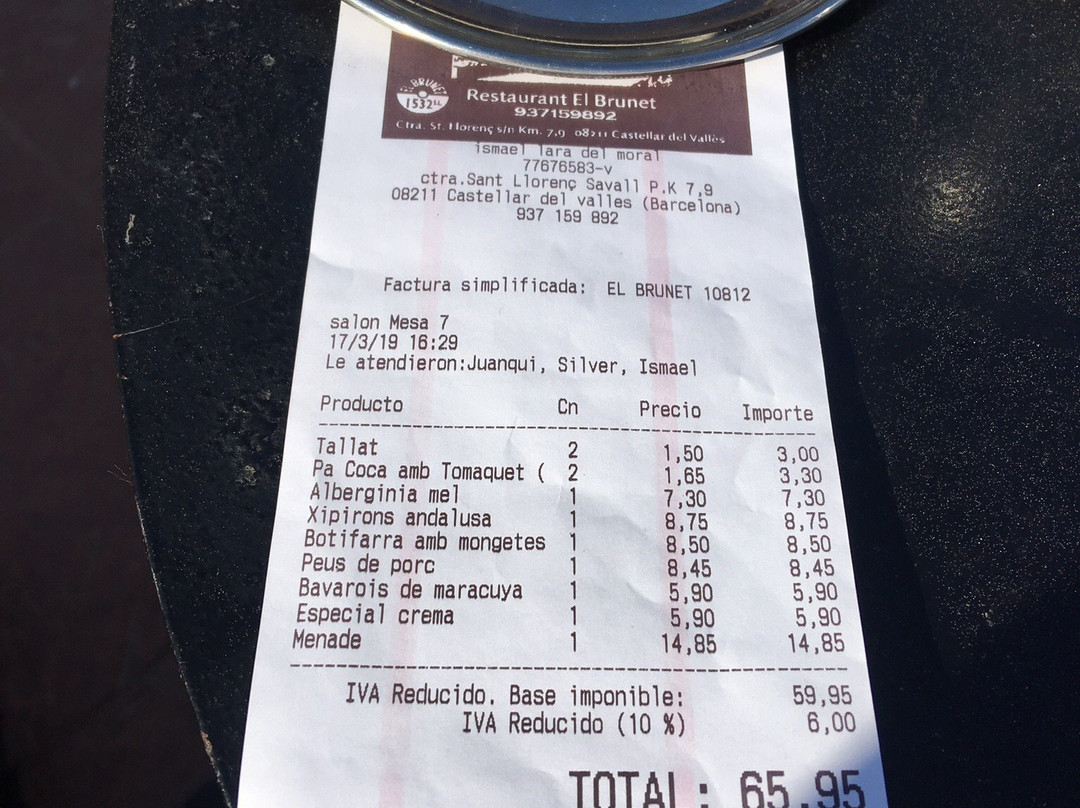 EL BRUNET
1532
Restaurant El Brunet
937159892
Ctra. St. Llorenç s/n Km. 7,9 08211 Castellar del Vallès
ismael lara del moral
77676583-v
ctra.Sant Llorenç Savall P.K 7,9
08211 Castellar del valles (Barcelona)
937 159 892
Factura simplificada: EL BRUNET 10812
salon Mesa 7
17/3/19 16:29
Le atendieron:Juanqui, Silver, Ismael
Producto Cn Precio Importe
Tallat 2 1,50 3,00
Pa Coca amb Tomaquet ( 2 1,65 3,30
Alberginia mel 1 7,30 7,30
Xipirons andalusa 1 8,75 8,75
Botifarra amb mongetes 1 8,50 8,50
Peus de porc 1 8,45 8,45
Bavarois de maracuya 1 5,90 5,90
Especial crema 1 5,90 5,90
Menade 1 14,85 14,85
IVA Reducido. Base imponible: 59,95
IVA Reducido (10 %) 6,00
TOTAL: 65,95